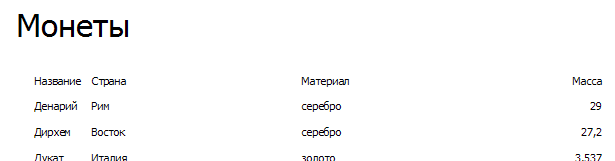 Монеты
Название Страна Материал Масса
Денарий Рим серебро 29
Дирхем Восток серебро 27,2
Дукат Италия золото 3,537